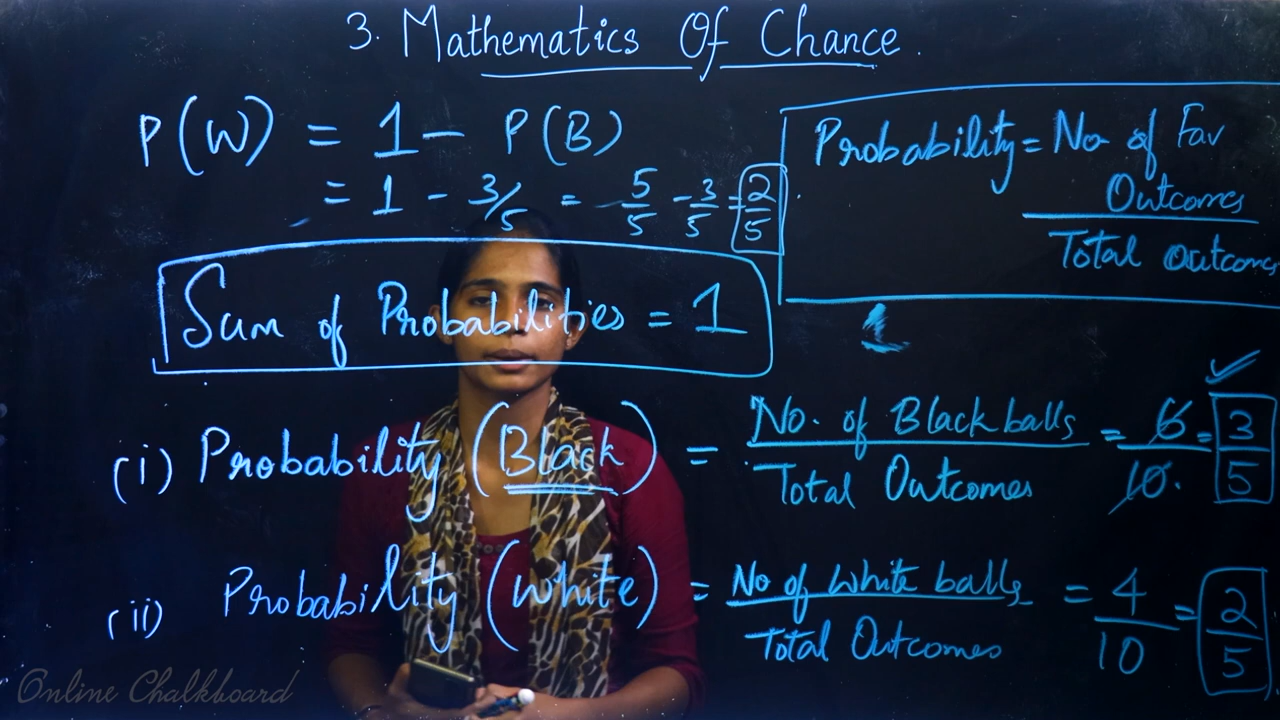 3. Mathematics Of Chance.
P(W) = 1 - P(B)
= 1 - 3/5 = 5/5 - 3/5 = 2/5
Probability = No of Fav
Outcomes
Total outcomes
Sum of Probabilities = 1
1
(i) Probability (Black) = No. of Black balls / Total Outcomes = 6/10. = 3/5 ✓
(ii) Probability (White) = No of White balls / Total Outcomes = 4/10 = 2/5
Online Chalkboard